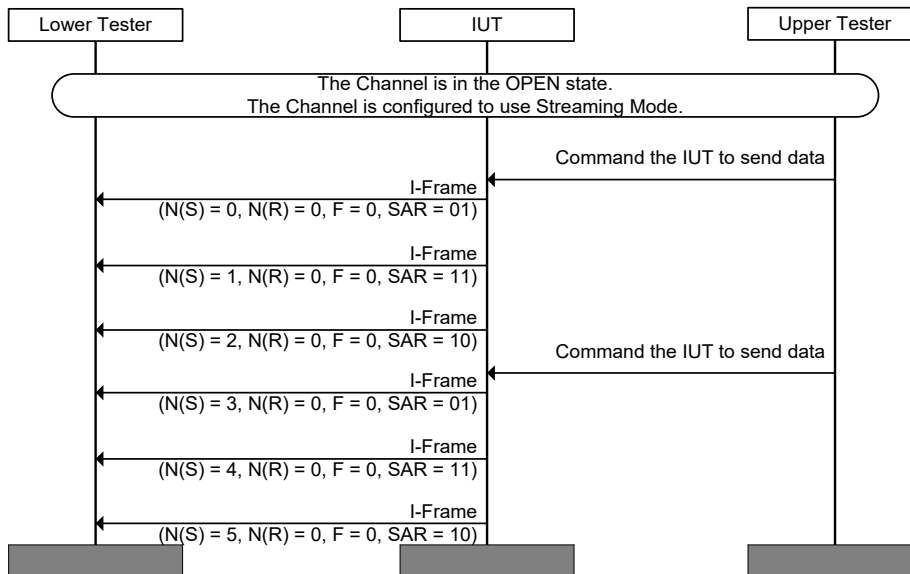 Lower Tester
IUT
Upper Tester
The Channel is in the OPEN state.
The Channel is configured to use Streaming Mode.
Command the IUT to send data
I-Frame
(N(S) = 0, N(R) = 0, F = 0, SAR = 01)
I-Frame
(N(S) = 1, N(R) = 0, F = 0, SAR = 11)
I-Frame
(N(S) = 2, N(R) = 0, F = 0, SAR = 10)
Command the IUT to send data
I-Frame
(N(S) = 3, N(R) = 0, F = 0, SAR = 01)
I-Frame
(N(S) = 4, N(R) = 0, F = 0, SAR = 11)
I-Frame
(N(S) = 5, N(R) = 0, F = 0, SAR = 10)